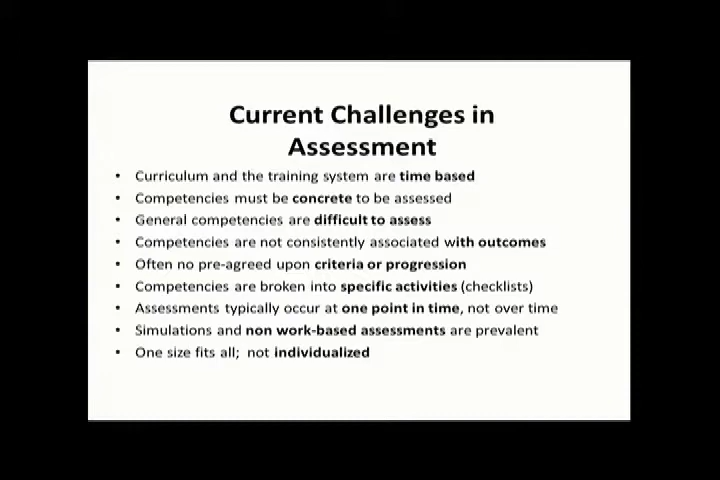 Current Challenges in
Assessment
• Curriculum and the training system are time based
• Competencies must be concrete to be assessed
• General competencies are difficult to assess
• Competencies are not consistently associated with outcomes
• Often no pre-agreed upon criteria or progression
• Competencies are broken into specific activities (checklists)
• Assessments typically occur at one point in time, not over time
• Simulations and non work-based assessments are prevalent
• One size fits all; not individualized